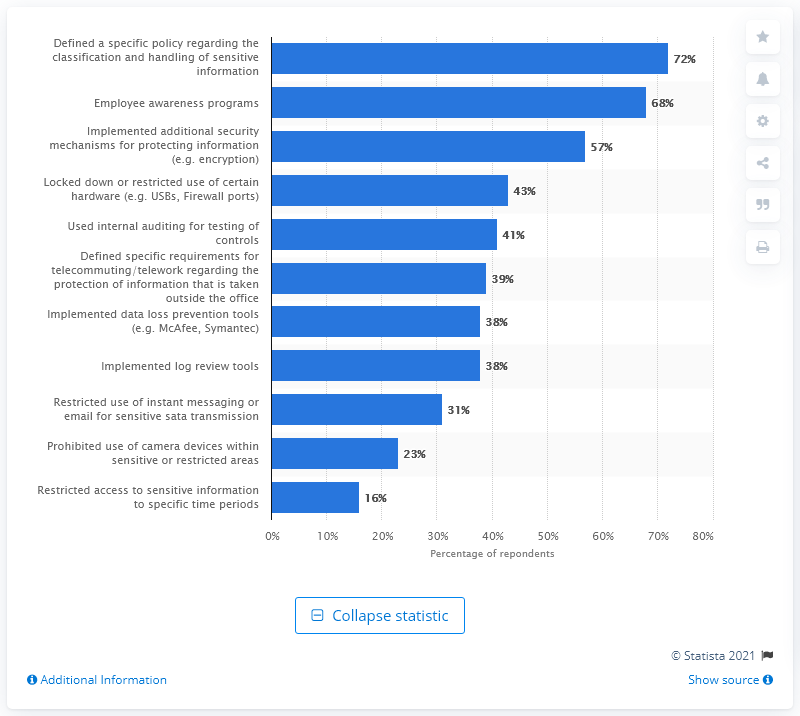 Defined a specific policy regarding the
classification and handling of sensitive
information
72%
Employee awareness programs
68%
Implemented additional security
mechanisms for protecting information
(e.g. encryption)
57%
Locked down or restricted use of certain
hardware (e.g. USBs, Firewall ports)
43%
Used internal auditing for testing of
controls
41%
Defined specific requirements for
telecommuting/telework regarding the
protection of information that is taken
outside the office
39%
Implemented data loss prevention tools
(e.g. McAfee, Symantec)
38%
Implemented log review tools
38%
Restricted use of instant messaging or
email for sensitive sata transmission
31%
Prohibited use of camera devices within
sensitive or restricted areas
23%
Restricted access to sensitive information
to specific time periods
16%
0% 10% 20% 30% 40% 50% 60% 70% 80%
Percentage of repondents
Collapse statistic
© Statista 2021
Additional Information
Show source